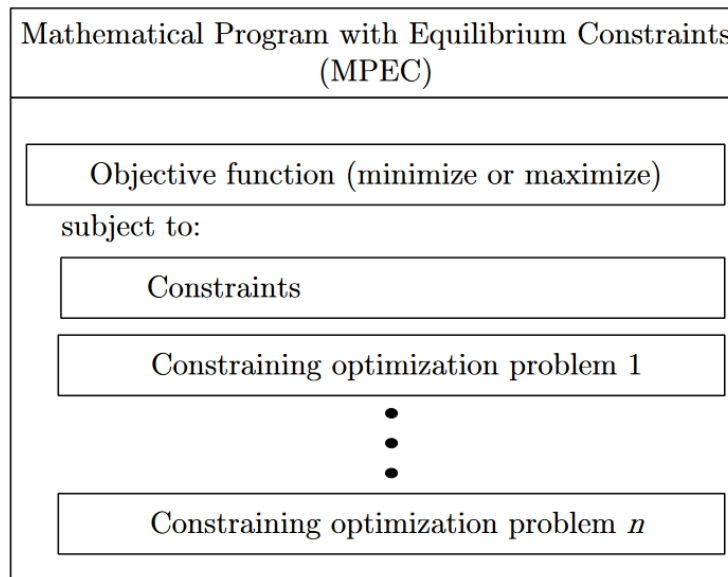 Mathematical Program with Equilibrium Constraints
(MPEC)
Objective function (minimize or maximize)
subject to:
Constraints
Constraining optimization problem 1
Constraining optimization problem n